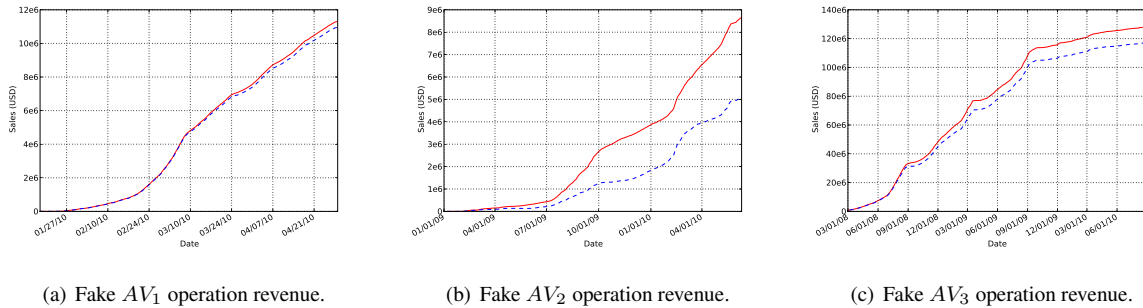 12e6
10e6
8e6
6e6
4e6
2e6
0
Sales (USD)
01/27/10
02/10/10
02/24/10
03/10/10
03/24/10
04/07/10
04/21/10
Date
(a) Fake AV1 operation revenue.
9e6
8e6
7e6
6e6
5e6
4e6
3e6
2e6
1e6
0
Sales (USD)
01/01/09
04/01/09
07/01/09
10/01/09
01/01/10
04/01/10
Date
(b) Fake AV2 operation revenue.
140e6
120e6
100e6
80e6
60e6
40e6
20e6
0
Sales (USD)
03/01/08
06/01/08
09/01/08
12/01/08
03/01/09
06/01/09
09/01/09
12/01/09
03/01/10
06/01/10
Date
(c) Fake AV3 operation revenue.